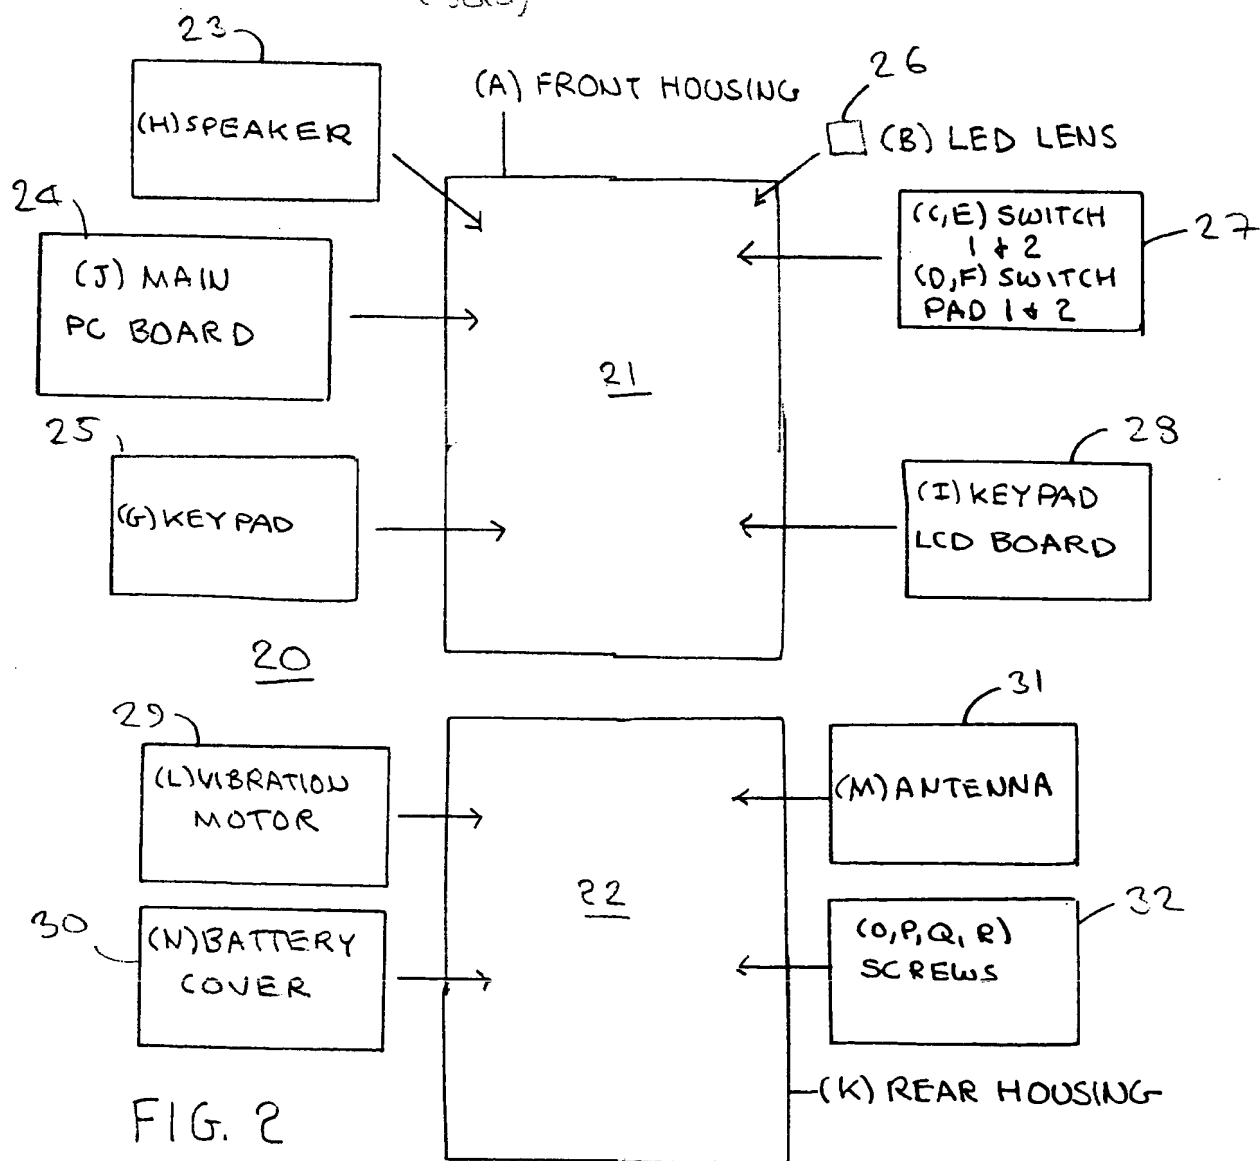 23
(A) FRONT HOUSING
26
(H) SPEAKER
(B) LED LENS
24
(J) MAIN
PC BOARD
(C,E) SWITCH
1 & 2
(D,F) SWITCH
PAD 1 & 2
27
21
25
(G) KEYPAD
28
(I) KEYPAD
LCD BOARD
20
29
(L) VIBRATION
MOTOR
31
(M) ANTENNA
22
30
(N) BATTERY
COVER
32
(O,P,Q,R)
SCREWS
(K) REAR HOUSING
FIG. 2